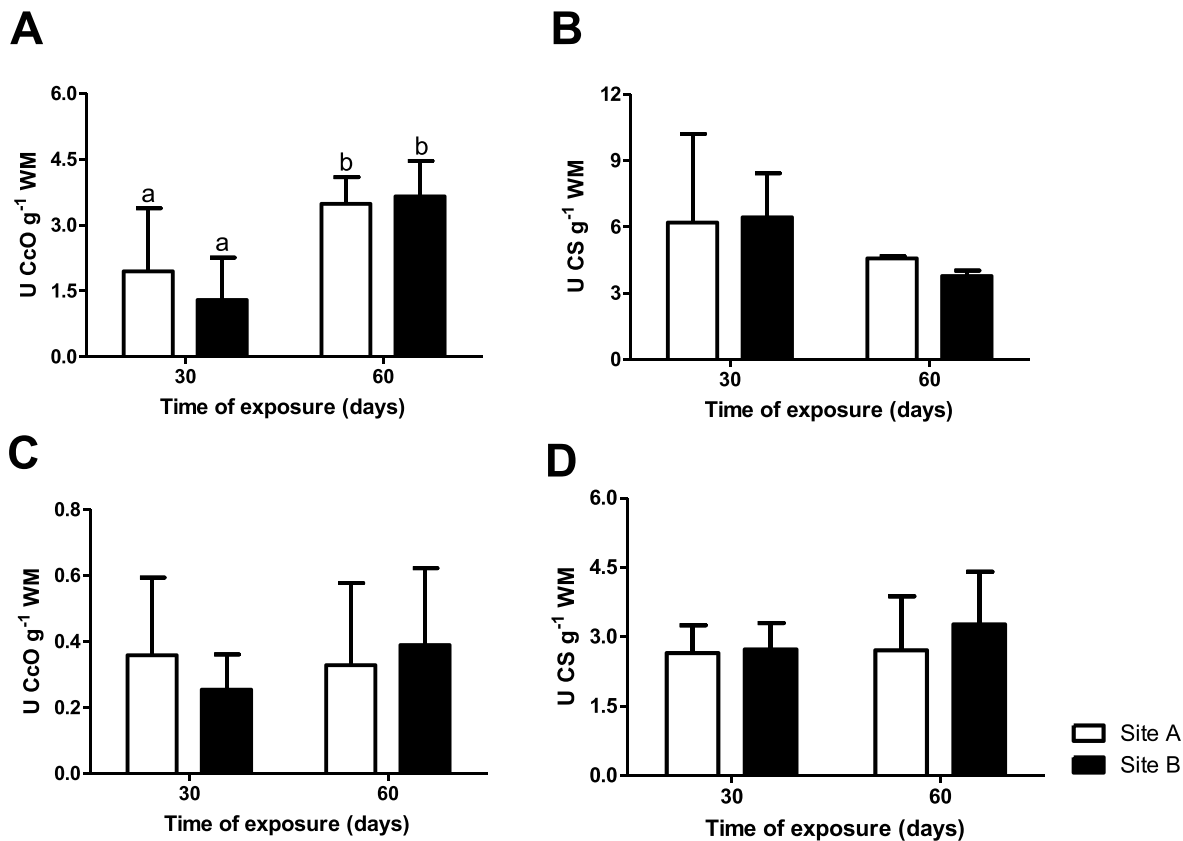 A
6.0
4.5
3.0
1.5
0.0
U CcO g-1 WM
a
a
b
b
30
60
Time of exposure (days)
B
12
9
6
3
0
U CS g-1 WM
30
60
Time of exposure (days)
C
0.8
0.6
0.4
0.2
0.0
U CcO g-1 WM
30
60
Time of exposure (days)
D
6.0
4.5
3.0
1.5
0.0
U CS g-1 WM
30
60
Time of exposure (days)
Site A
Site B